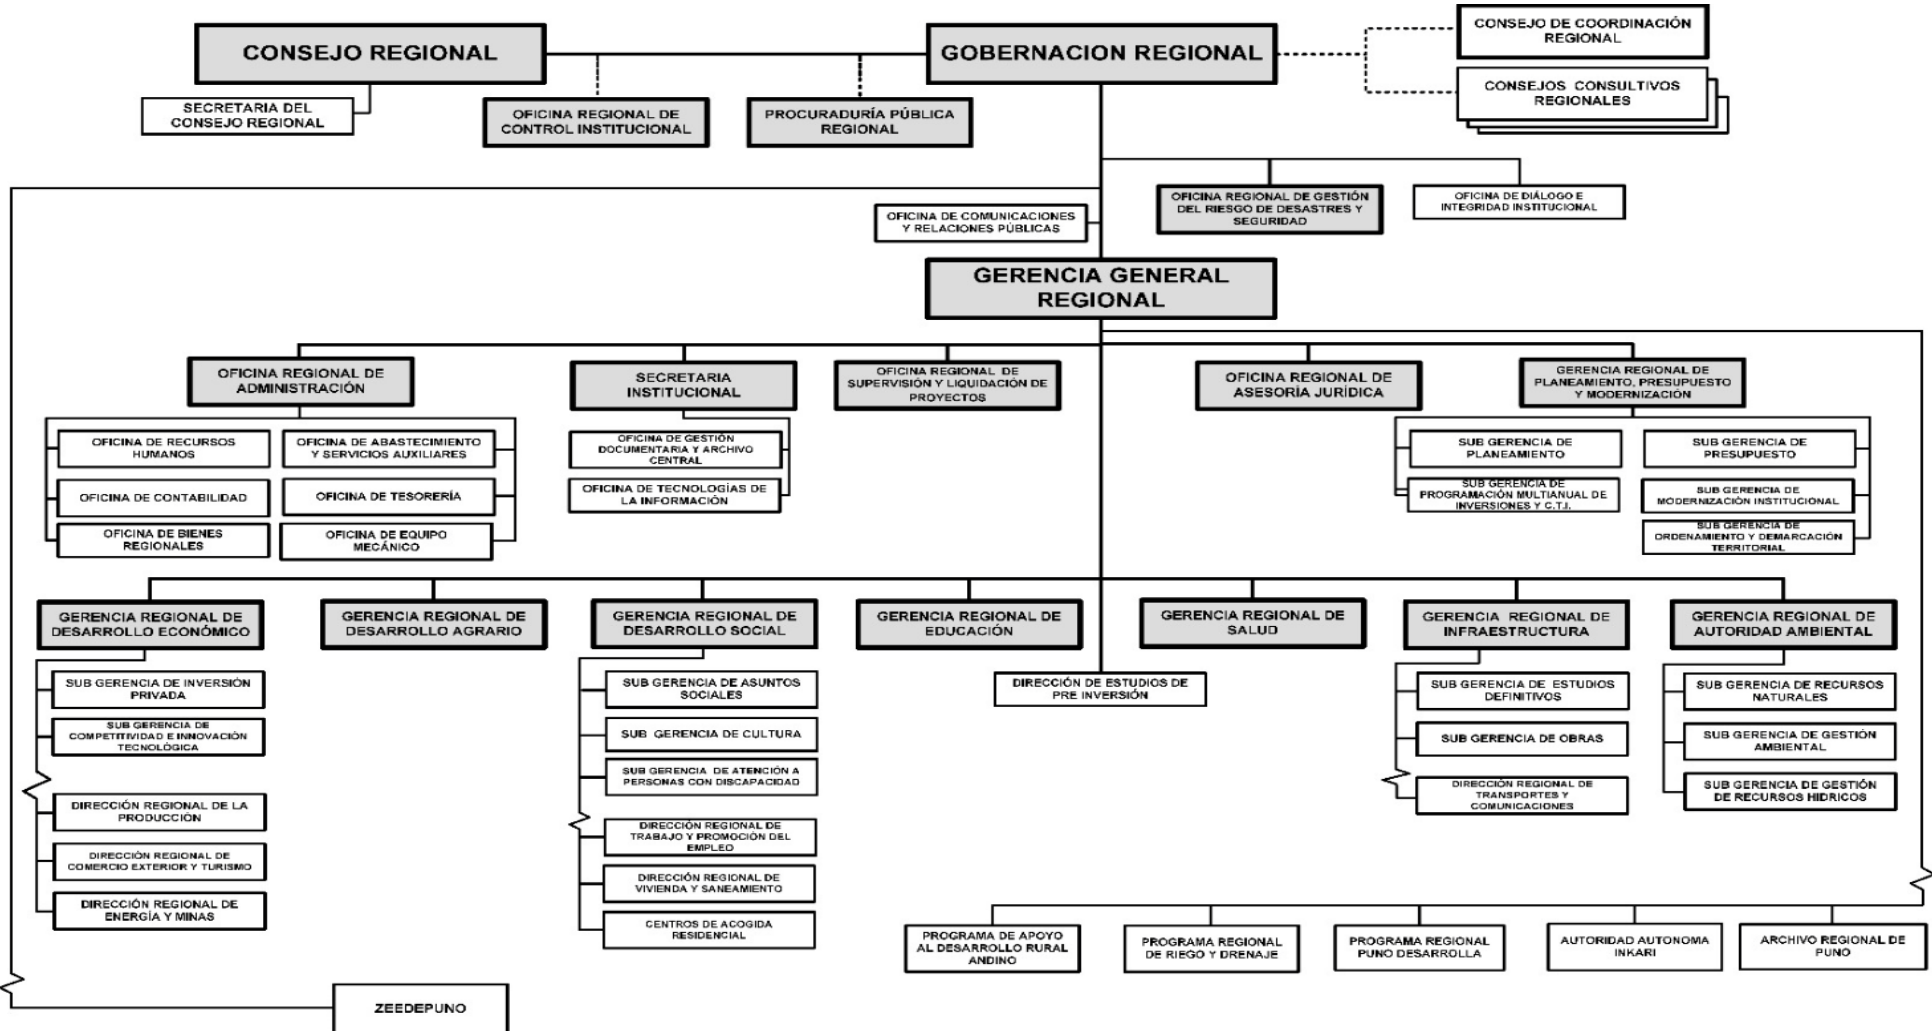 CONSEJO REGIONAL
GOBERNACION REGIONAL
CONSEJO DE COORDINACIÓN
REGIONAL
CONSEJOS CONSULTIVOS
REGIONALES
SECRETARIA DEL
CONSEJO REGIONAL
OFICINA REGIONAL DE
CONTROL INSTITUCIONAL
PROCURADURÍA PÚBLICA
REGIONAL
OFICINA REGIONAL DE GESTIÓN
DEL RIESGO DE DESASTRES Y
SEGURIDAD
OFICINA DE DIÁLOGO E
INTEGRIDAD INSTITUCIONAL
OFICINA DE COMUNICACIONES
Y RELACIONES PÚBLICAS
GERENCIA GENERAL
REGIONAL
OFICINA REGIONAL DE
ADMINISTRACIÓN
SECRETARIA
INSTITUCIONAL
OFICINA REGIONAL DE
SUPERVISIÓN Y LIQUIDACIÓN DE
PROYECTOS
OFICINA REGIONAL DE
ASESORÍA JURÍDICA
GERENCIA REGIONAL DE
PLANEAMIENTO, PRESUPUESTO
Y MODERNIZACIÓN
OFICINA DE RECURSOS
HUMANOS
OFICINA DE ABASTECIMIENTO
Y SERVICIOS AUXILIARES
OFICINA DE CONTABILIDAD
OFICINA DE TESORERÍA
OFICINA DE BIENES
REGIONALES
OFICINA DE EQUIPO
MECÁNICO
OFICINA DE GESTIÓN
DOCUMENTARIA Y ARCHIVO
CENTRAL
OFICINA DE TECNOLOGÍAS DE
LA INFORMACIÓN
SUB GERENCIA DE
PLANEAMIENTO
SUB GERENCIA DE
PRESUPUESTO
SUB GERENCIA DE
PROGRAMACIÓN MULTIANUAL DE
INVERSIONES Y C.T.I.
SUB GERENCIA DE
MODERNIZACIÓN INSTITUCIONAL
SUB GERENCIA DE
ORDENAMIENTO Y DEMARCACIÓN
TERRITORIAL
GERENCIA REGIONAL DE
DESARROLLO ECONÓMICO
GERENCIA REGIONAL DE
DESARROLLO AGRARIO
GERENCIA REGIONAL DE
DESARROLLO SOCIAL
GERENCIA REGIONAL DE
EDUCACIÓN
GERENCIA REGIONAL DE
SALUD
GERENCIA REGIONAL DE
INFRAESTRUCTURA
GERENCIA REGIONAL DE
AUTORIDAD AMBIENTAL
SUB GERENCIA DE INVERSIÓN
PRIVADA
SUB GERENCIA DE
COMPETITIVIDAD E INNOVACIÓN
TECNOLÓGICA
DIRECCIÓN REGIONAL DE LA
PRODUCCIÓN
DIRECCIÓN REGIONAL DE
COMERCIO EXTERIOR Y TURISMO
DIRECCIÓN REGIONAL DE
ENERGÍA Y MINAS
SUB GERENCIA DE ASUNTOS
SOCIALES
SUB GERENCIA DE CULTURA
SUB GERENCIA DE ATENCIÓN A
PERSONAS CON DISCAPACIDAD
DIRECCIÓN REGIONAL DE
TRABAJO Y PROMOCIÓN DEL
EMPLEO
DIRECCIÓN REGIONAL DE
VIVIENDA Y SANEAMIENTO
CENTROS DE ACOGIDA
RESIDENCIAL
DIRECCIÓN DE ESTUDIOS DE
PRE INVERSIÓN
SUB GERENCIA DE ESTUDIOS
DEFINITIVOS
SUB GERENCIA DE OBRAS
DIRECCIÓN REGIONAL DE
TRANSPORTES Y
COMUNICACIONES
SUB GERENCIA DE RECURSOS
NATURALES
SUB GERENCIA DE GESTIÓN
AMBIENTAL
SUB GERENCIA DE GESTIÓN
DE RECURSOS HIDRICOS
PROGRAMA DE APOYO
AL DESARROLLO RURAL
ANDINO
PROGRAMA REGIONAL
DE RIEGO Y DRENAJE
PROGRAMA REGIONAL
PUNO DESARROLLA
AUTORIDAD AUTONOMA
INKARI
ARCHIVO REGIONAL DE
PUNO
ZEEDEPUNO